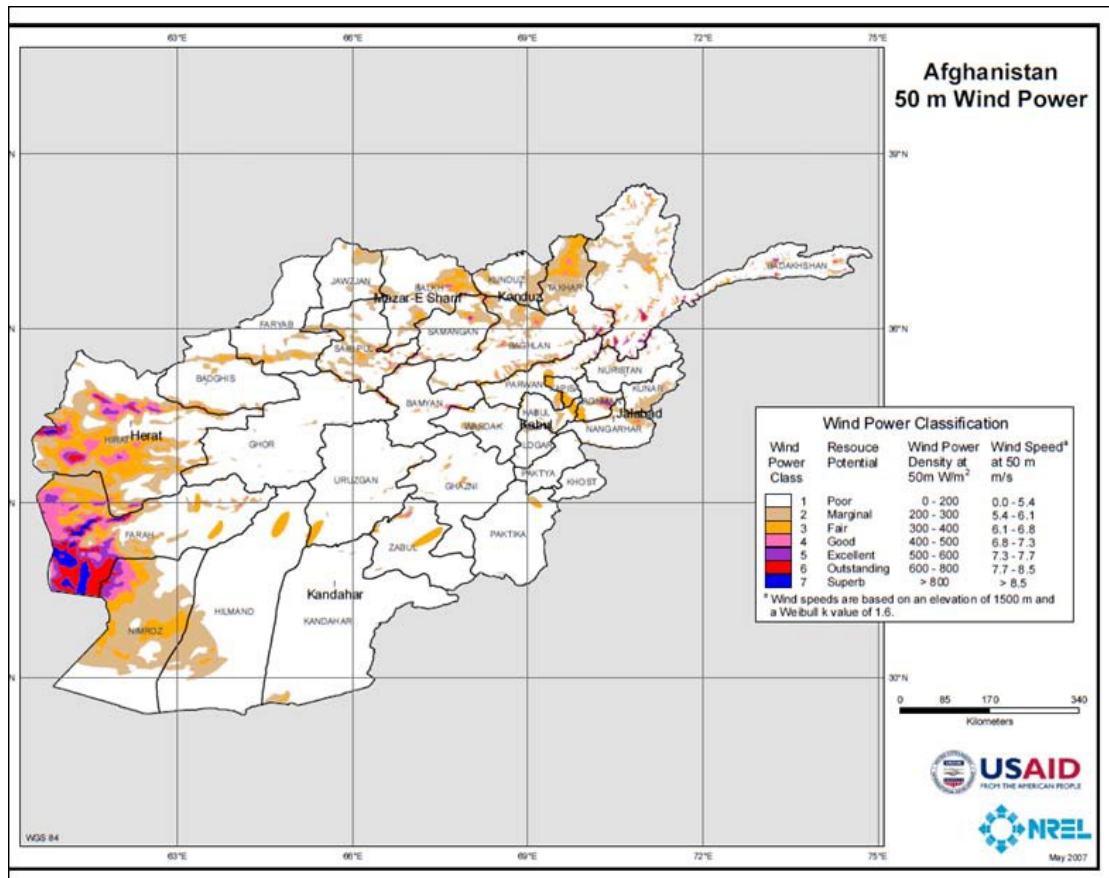 Afghanistan
50 m Wind Power
63°E 66°E 69°E 72°E 75°E
39°N
36°N
30°N
BADAKHSHAN
JAWZJAN
BALKH
KUNDUZ
TAKHAR
Mazar-E Sharif
Kanduz
FARYAB
SAMANGAN
BAGHLAN
BADGHIS
NURISTAN
PARWAN
KUNAR
BAMYAN
Jalabad
HIRAT
Herat
GHOR
WARDAK
KABUL
Kabul
NANGARHAR
LOGAR
URUZGAN
GHAZNI
PAKTYA
KHOST
FARAH
ZABUL
PAKTIKA
Kandahar
HILMAND
KANDAHAR
NIMROZ
Wind Power Classification
Wind Power Class
Resouce Potential
Wind Power Density at 50m W/m²
Wind Speedᵃ at 50 m m/s
1 Poor 0 - 200 0.0 - 5.4
2 Marginal 200 - 300 5.4 - 6.1
3 Fair 300 - 400 6.1 - 6.8
4 Good 400 - 500 6.8 - 7.3
5 Excellent 500 - 600 7.3 - 7.7
6 Outstanding 600 - 800 7.7 - 8.5
7 Superb > 800 > 8.5
ᵃ Wind speeds are based on an elevation of 1500 m and
a Weibull k value of 1.6.
0 85 170 340
Kilometers
USAID
FROM THE AMERICAN PEOPLE
NREL
May 2007
WGS 84
63°E 66°E 69°E 72°E 75°E